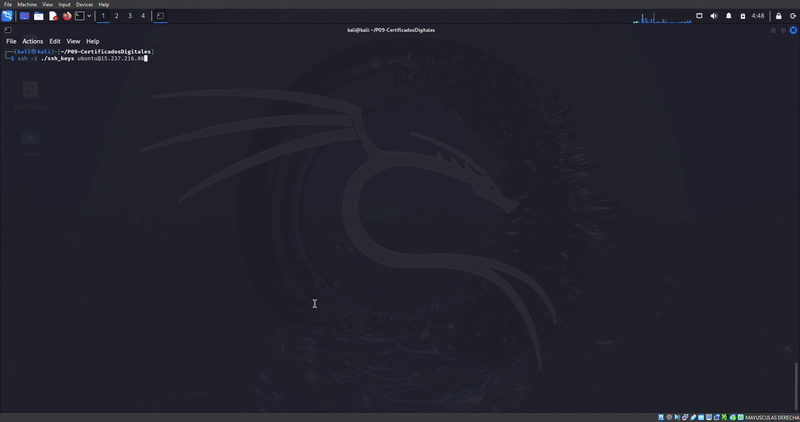 File Machine View Input Devices Help
1 2 3 4 4:48
kali@kali: ~/P09-CertificadosDigitales
File Actions Edit View Help
(kali㉿kali)-[~/P09-CertificadosDigitales]
$ ssh -i ./ssh_keys ubuntu@15.237.216.86
MAYUSCULAS DERECHA